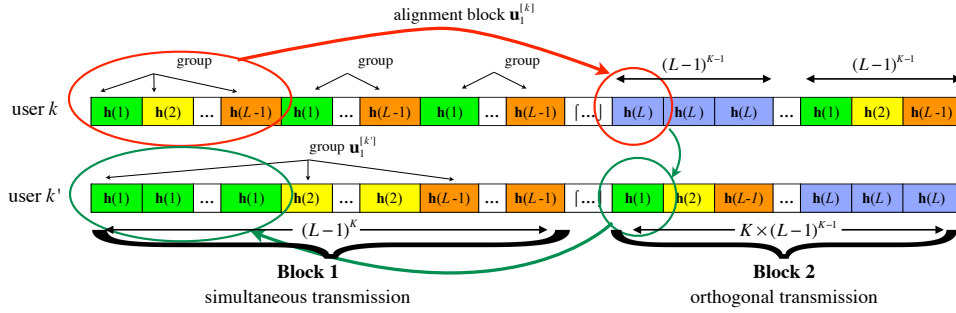 alignment block u₁^[k]
group group group (L−1)^{K−1} (L−1)^{K−1}
user k h(1) h(2) ... h(L-1) h(1) ... h(L-1) h(1) ... h(L-1) ⌈...⌋ h(L) h(L) h(L) ... h(1) h(2) h(L-1)
group u₁^[k']
user k' h(1) h(1) ... h(1) h(2) ... h(2) h(L-1) ... h(L-1) ⌈...⌋ h(1) h(2) h(L-1) ... h(L) h(L) h(L)
(L−1)^K K×(L−1)^{K−1}
Block 1 Block 2
simultaneous transmission orthogonal transmission